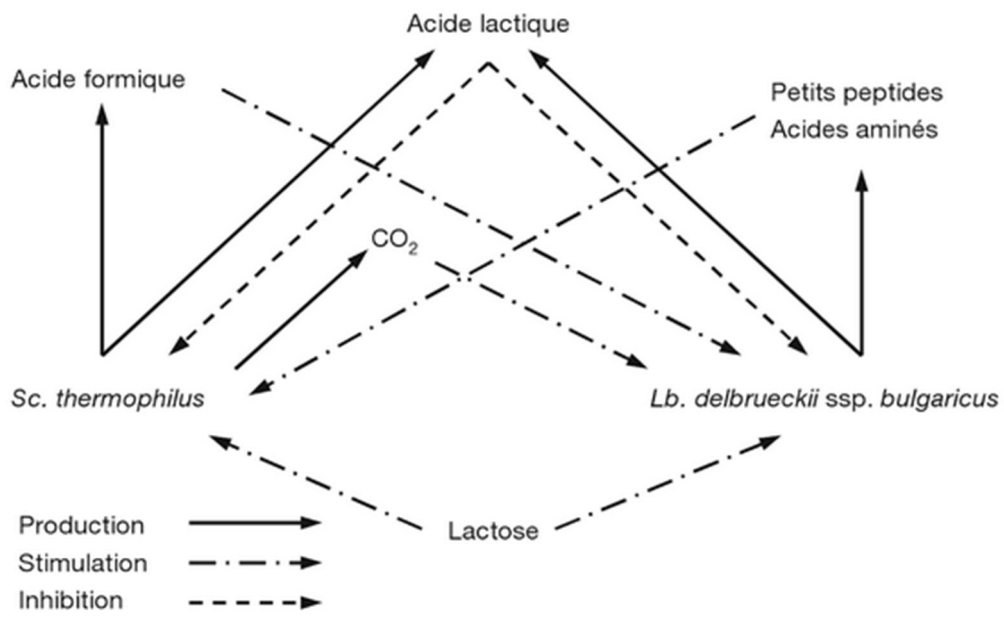 Acide lactique
Acide formique
Petits peptides
Acides aminés
CO₂
Sc. thermophilus
Lb. delbrueckii ssp. bulgaricus
Lactose
Production
Stimulation
Inhibition